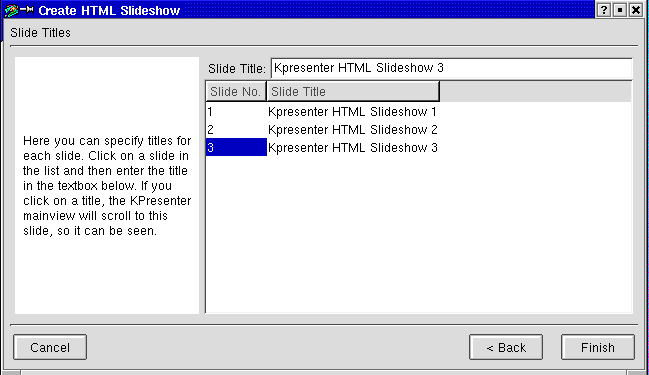 Create HTML Slideshow
?
Slide Titles
Slide Title: Kpresenter HTML Slideshow 3
Slide No. Slide Title
1 Kpresenter HTML Slideshow 1
2 Kpresenter HTML Slideshow 2
3 Kpresenter HTML Slideshow 3
Here you can specify titles for
each slide. Click on a slide in
the list and then enter the title
in the textbox below. If you
click on a title, the KPresenter
mainview will scroll to this
slide, so it can be seen.
Cancel
< Back
Finish